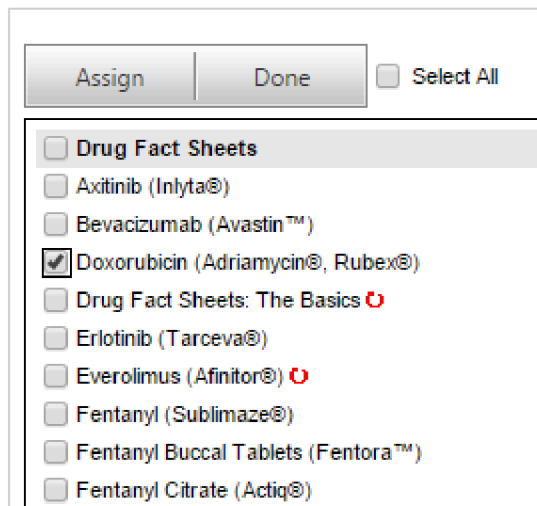 Assign Done Select All
Drug Fact Sheets
Axitinib (Inlyta®)
Bevacizumab (Avastin™)
Doxorubicin (Adriamycin®, Rubex®)
Drug Fact Sheets: The Basics
Erlotinib (Tarceva®)
Everolimus (Afinitor®)
Fentanyl (Sublimaze®)
Fentanyl Buccal Tablets (Fentora™)
Fentanyl Citrate (Actiq®)